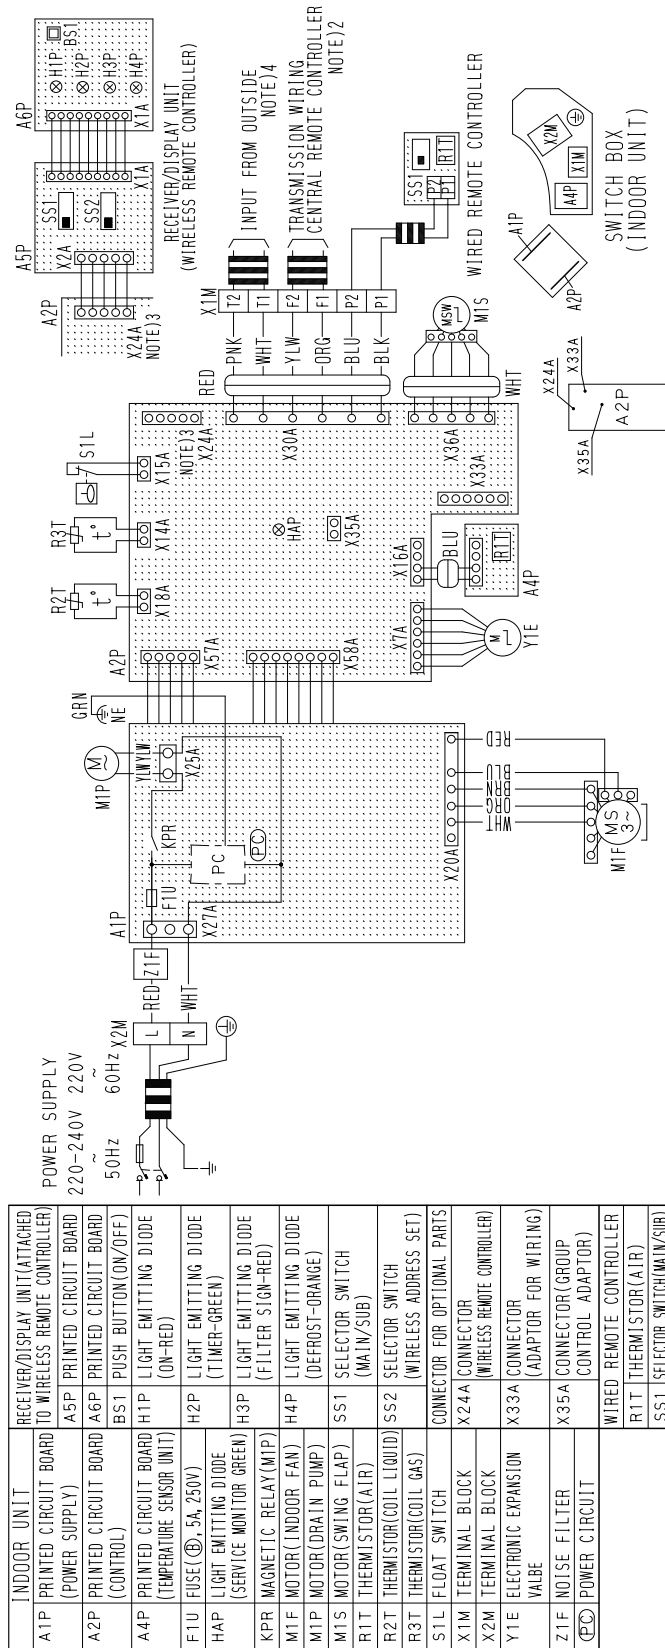 INDOOR UNIT
A1P PRINTED CIRCUIT BOARD
(POWER SUPPLY)
A2P PRINTED CIRCUIT BOARD
(CONTROL)
A4P PRINTED CIRCUIT BOARD
(TEMPERATURE SENSOR UNIT)
F1U FUSE(Ⓑ, 5A, 250V)
HAP LIGHT EMITTING DIODE
(SERVICE MONITOR GREEN)
KPR MAGNETIC RELAY(M1P)
M1F MOTOR(INDOOR FAN)
M1P MOTOR(DRAIN PUMP)
M1S MOTOR(SWING FLAP)
R1T THERMISTOR(AIR)
R2T THERMISTOR(COIL LIQUID)
R3T THERMISTOR(COIL GAS)
S1L FLOAT SWITCH
X1M TERMINAL BLOCK
X2M TERMINAL BLOCK
Y1E ELECTRONIC EXPANSION
VALBE
Z1F NOISE FILTER
PC POWER CIRCUIT
RECEIVER/DISPLAY UNIT(ATTACHED
TO WIRELESS REMOTE CONTROLLER)
A5P PRINTED CIRCUIT BOARD
A6P PRINTED CIRCUIT BOARD
BS1 PUSH BUTTON(ON/OFF)
H1P LIGHT EMITTING DIODE
(ON-RED)
H2P LIGHT EMITTING DIODE
(TIMER-GREEN)
H3P LIGHT EMITTING DIODE
(FILTER SIGN-RED)
H4P LIGHT EMITTING DIODE
(DEFROST-ORANGE)
SS1 SELECTOR SWITCH
(MAIN/SUB)
SS2 SELECTOR SWITCH
(WIRELESS ADDRESS SET)
CONNECTOR FOR OPTIONAL PARTS
X24A CONNECTOR
(WIRELESS REMOTE CONTROLLER)
X33A CONNECTOR
(ADAPTOR FOR WIRING)
X35A CONNECTOR(GROUP
CONTROL ADAPTOR)
WIRED REMOTE CONTROLLER
R1T THERMISTOR(AIR)
SS1 SELECTOR SWITCH(MAIN/SUB)
POWER SUPPLY
220-240V 220V
~ ~
50Hz 60Hz
X2M
L
N
RED
Z1F
WHT
A1P
X27A
F1U
KPR
PC
PC
M1P
M
~
YLW
YLW
X25A
GRN
NE
X20A
WHT
ORG
BRN
BLU
RED
M1F
MS
3~
A2P
X57A
X58A
R2T
t°
X18A
R3T
t°
X14A
S1L
X15A
NOTE)3
X24A
HAP
X35A
X7A
M
Y1E
X16A
BLU
A4P
R1T
X33A
X36A
WHT
MSW
M1S
X30A
RED
PNK
WHT
YLW
ORG
BLU
BLK
X1M
T2
T1
F2
F1
P2
P1
INPUT FROM OUTSIDE
NOTE)4
TRANSMISSION WIRING
CENTRAL REMOTE CONTROLLER
NOTE)2
SS1
P2
P1
R1T
WIRED REMOTE CONTROLLER
A2P
X24A
NOTE)3
A5P
X2A
SS1
SS2
X1A
A6P
X1A
BS1
H1P
H2P
H3P
H4P
RECEIVER/DISPLAY UNIT
(WIRELESS REMOTE CONTROLLER)
X35A
X24A
X33A
A2P
A1P
A2P
A4P
X1M
X2M
SWITCH BOX
(INDOOR UNIT)